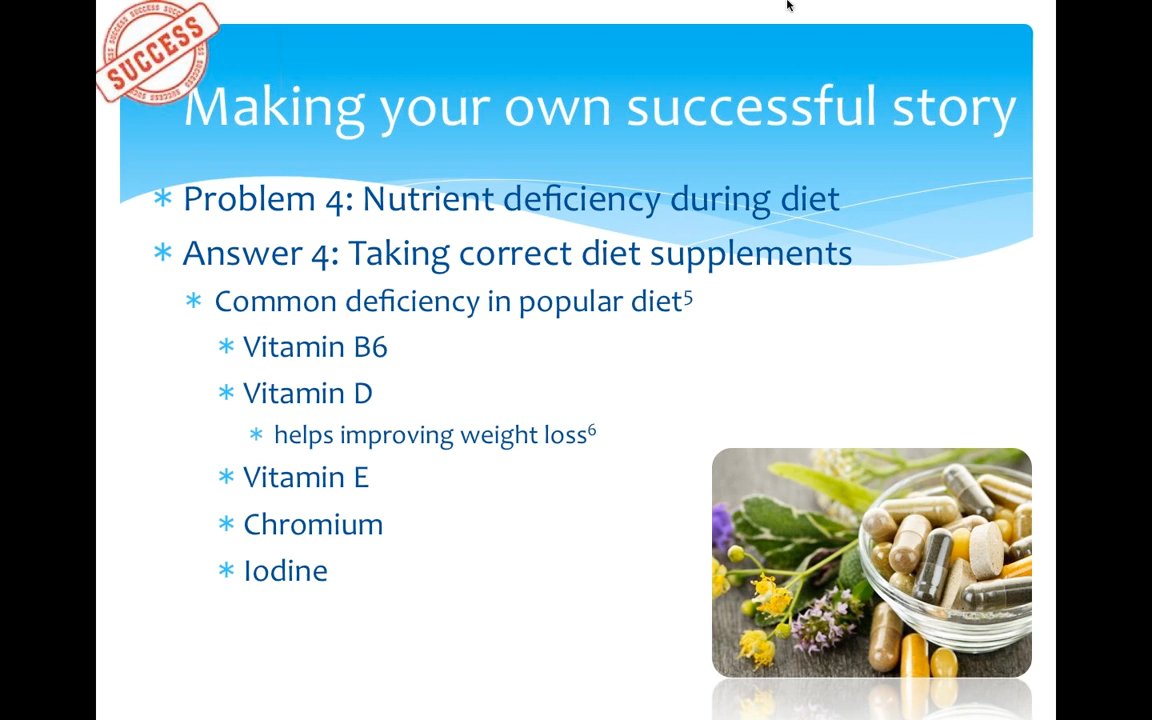 SUCCESS
SUCCESS
Making your own successful story
* Problem 4: Nutrient deficiency during diet
* Answer 4: Taking correct diet supplements
* Common deficiency in popular diet⁵
* Vitamin B6
* Vitamin D
* helps improving weight loss⁶
* Vitamin E
* Chromium
* Iodine